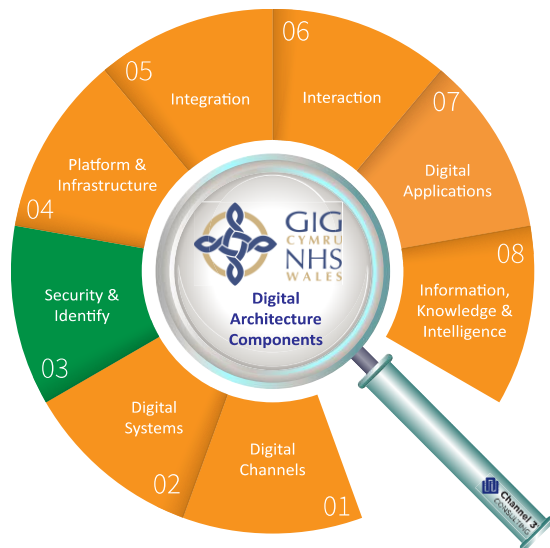 06
05
Integration
Interaction
07
Platform &
Infrastructure
Digital
Applications
04
GIG
CYMRU
NHS
WALES
08
Security &
Identify
Digital
Architecture
Components
Information,
Knowledge &
Intelligence
03
Digital
Systems
02
Digital
Channels
01
Channel 3
CONSULTING